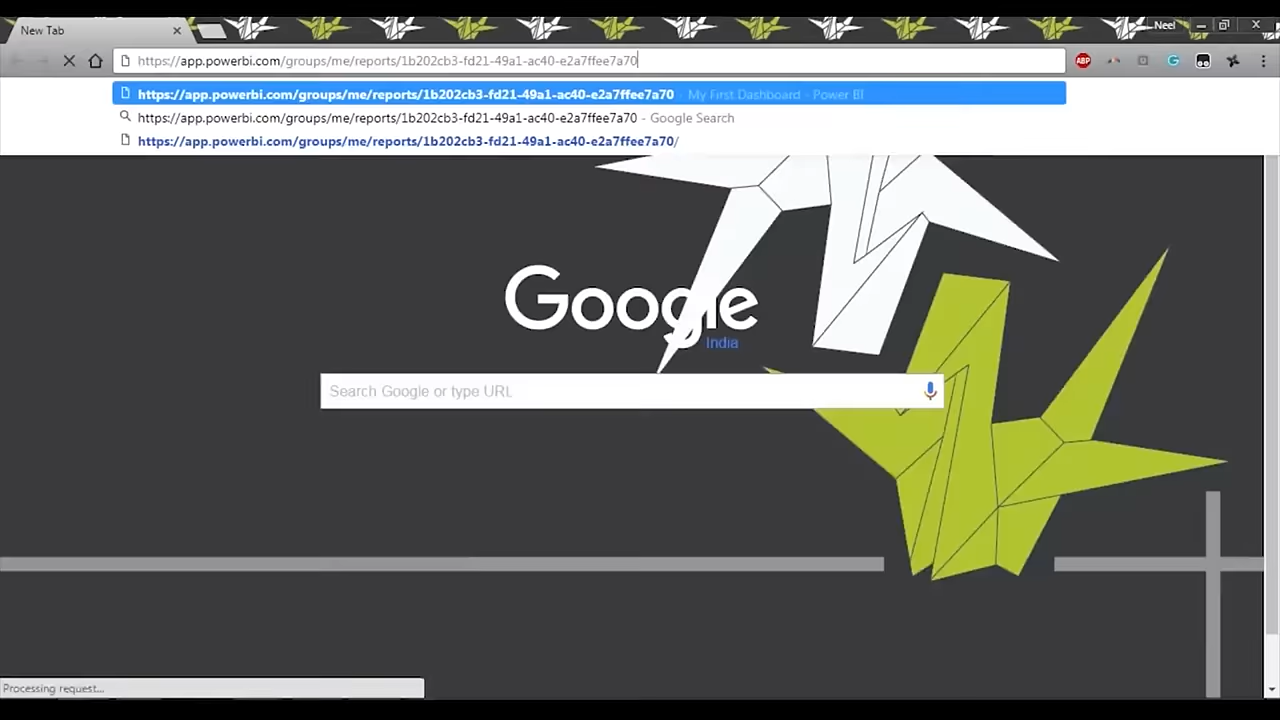 New Tab
Neel
https://app.powerbi.com/groups/me/reports/1b202cb3-fd21-49a1-ac40-e2a7ffee7a70
ABP
https://app.powerbi.com/groups/me/reports/1b202cb3-fd21-49a1-ac40-e2a7ffee7a70 - My First Dashboard - Power BI
https://app.powerbi.com/groups/me/reports/1b202cb3-fd21-49a1-ac40-e2a7ffee7a70 - Google Search
https://app.powerbi.com/groups/me/reports/1b202cb3-fd21-49a1-ac40-e2a7ffee7a70/
Google
India
Search Google or type URL
Processing request...